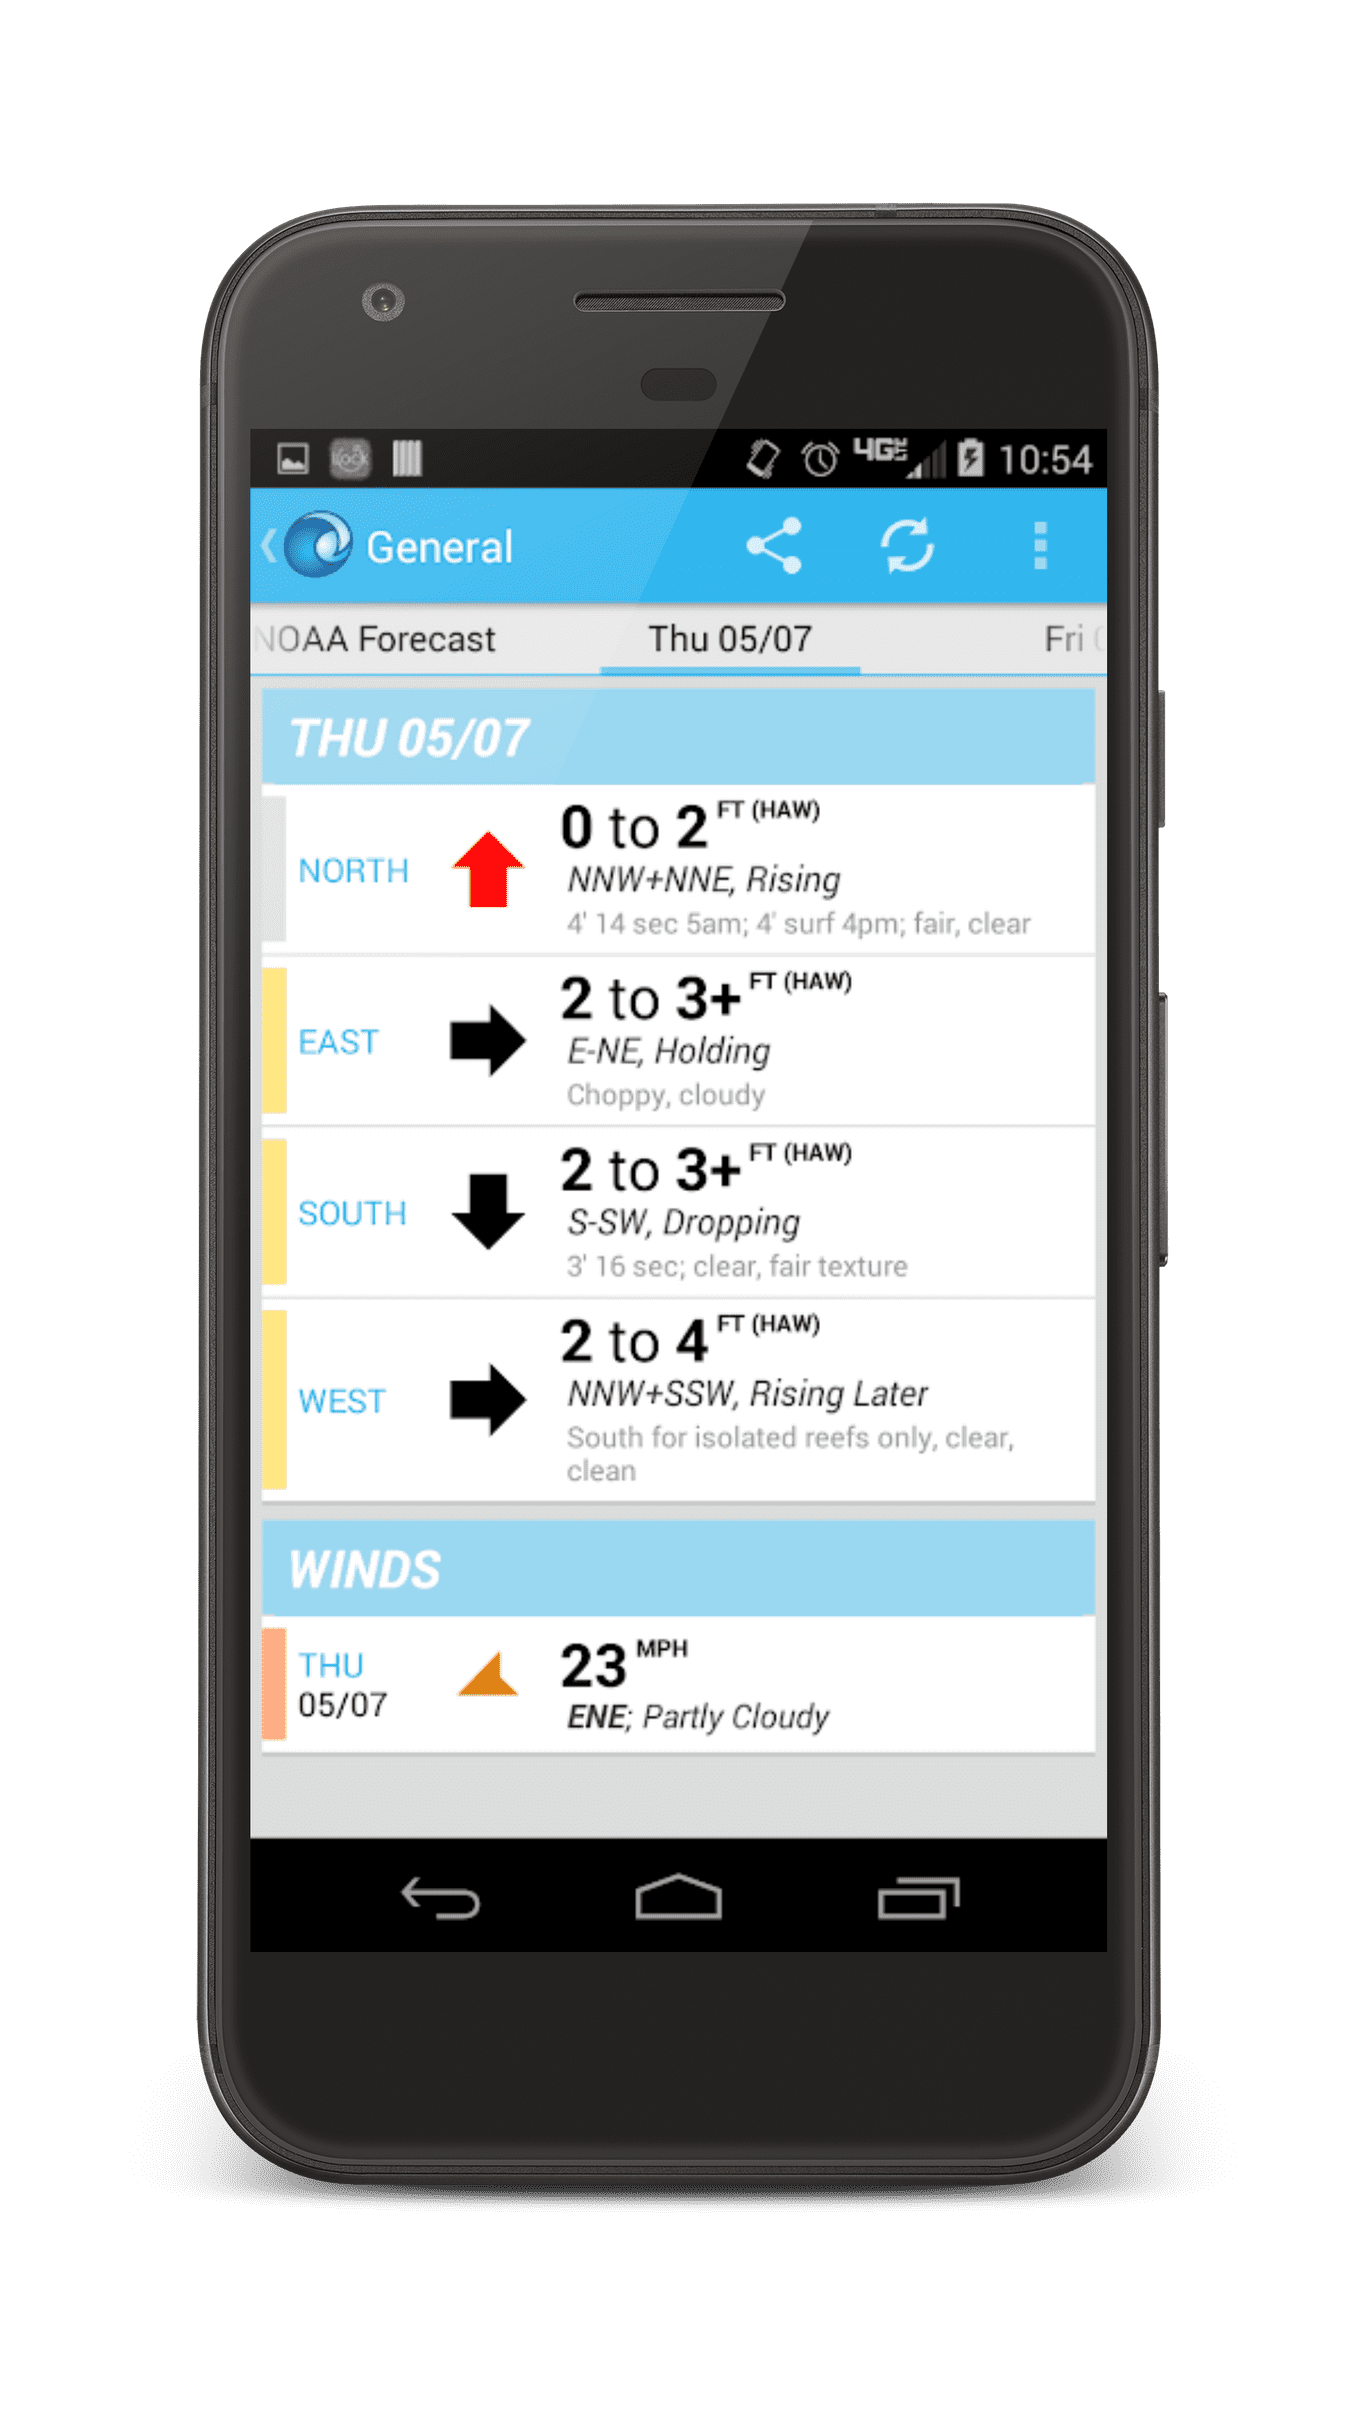 10:54
General
NOAA Forecast Thu 05/07 Fri
THU 05/07
NORTH
0 to 2 FT (HAW)
NNW+NNE, Rising
4' 14 sec 5am; 4' surf 4pm; fair, clear
EAST
2 to 3+ FT (HAW)
E-NE, Holding
Choppy, cloudy
SOUTH
2 to 3+ FT (HAW)
S-SW, Dropping
3' 16 sec; clear, fair texture
WEST
2 to 4 FT (HAW)
NNW+SSW, Rising Later
South for isolated reefs only, clear,
clean
WINDS
THU
05/07
23 MPH
ENE; Partly Cloudy